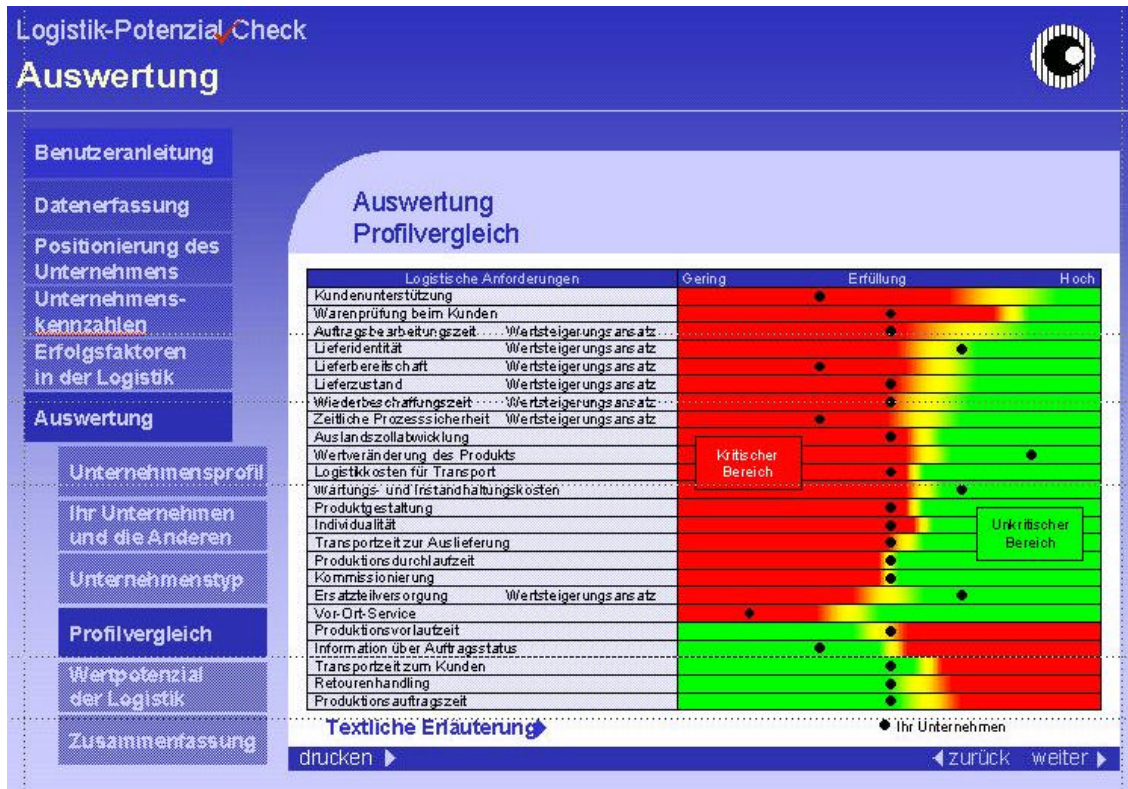 Logistik-Potenzial✓Check
Auswertung
Benutzeranleitung
Datenerfassung
Positionierung des
Unternehmens
Unternehmens-
kennzahlen
Erfolgsfaktoren
in der Logistik
Auswertung
Unternehmensprofil
Ihr Unternehmen
und die Anderen
Unternehmenstyp
Profilvergleich
Wertpotenzial
der Logistik
Zusammenfassung
Auswertung
Profilvergleich
Logistische Anforderungen Gering Erfüllung Hoch
Kundenunterstützung
Warenprüfung beim Kunden
Auftragsbearbeitungszeit Wertsteigerungsansatz
Lieferidentität Wertsteigerungsansatz
Lieferbereitschaft Wertsteigerungsansatz
Lieferzustand Wertsteigerungsansatz
Wiederbeschaffungszeit Wertsteigerungsansatz
Zeitliche Prozesssicherheit Wertsteigerungsansatz
Auslandszollabwicklung
Wertveränderung des Produkts
Logistikkosten für Transport
Wartungs- und Instandhaltungskosten
Produktgestaltung
Individualität
Transportzeit zur Auslieferung
Produktionsdurchlaufzeit
Kommissionierung
Ersatzteilversorgung Wertsteigerungsansatz
Vor-Ort-Service
Produktionsvorlaufzeit
Information über Auftragsstatus
Transportzeit zum Kunden
Retourenhandling
Produktionsauftragszeit
Kritischer
Bereich
Unkritischer
Bereich
Textliche Erläuterung
Ihr Unternehmen
drucken
zurück weiter